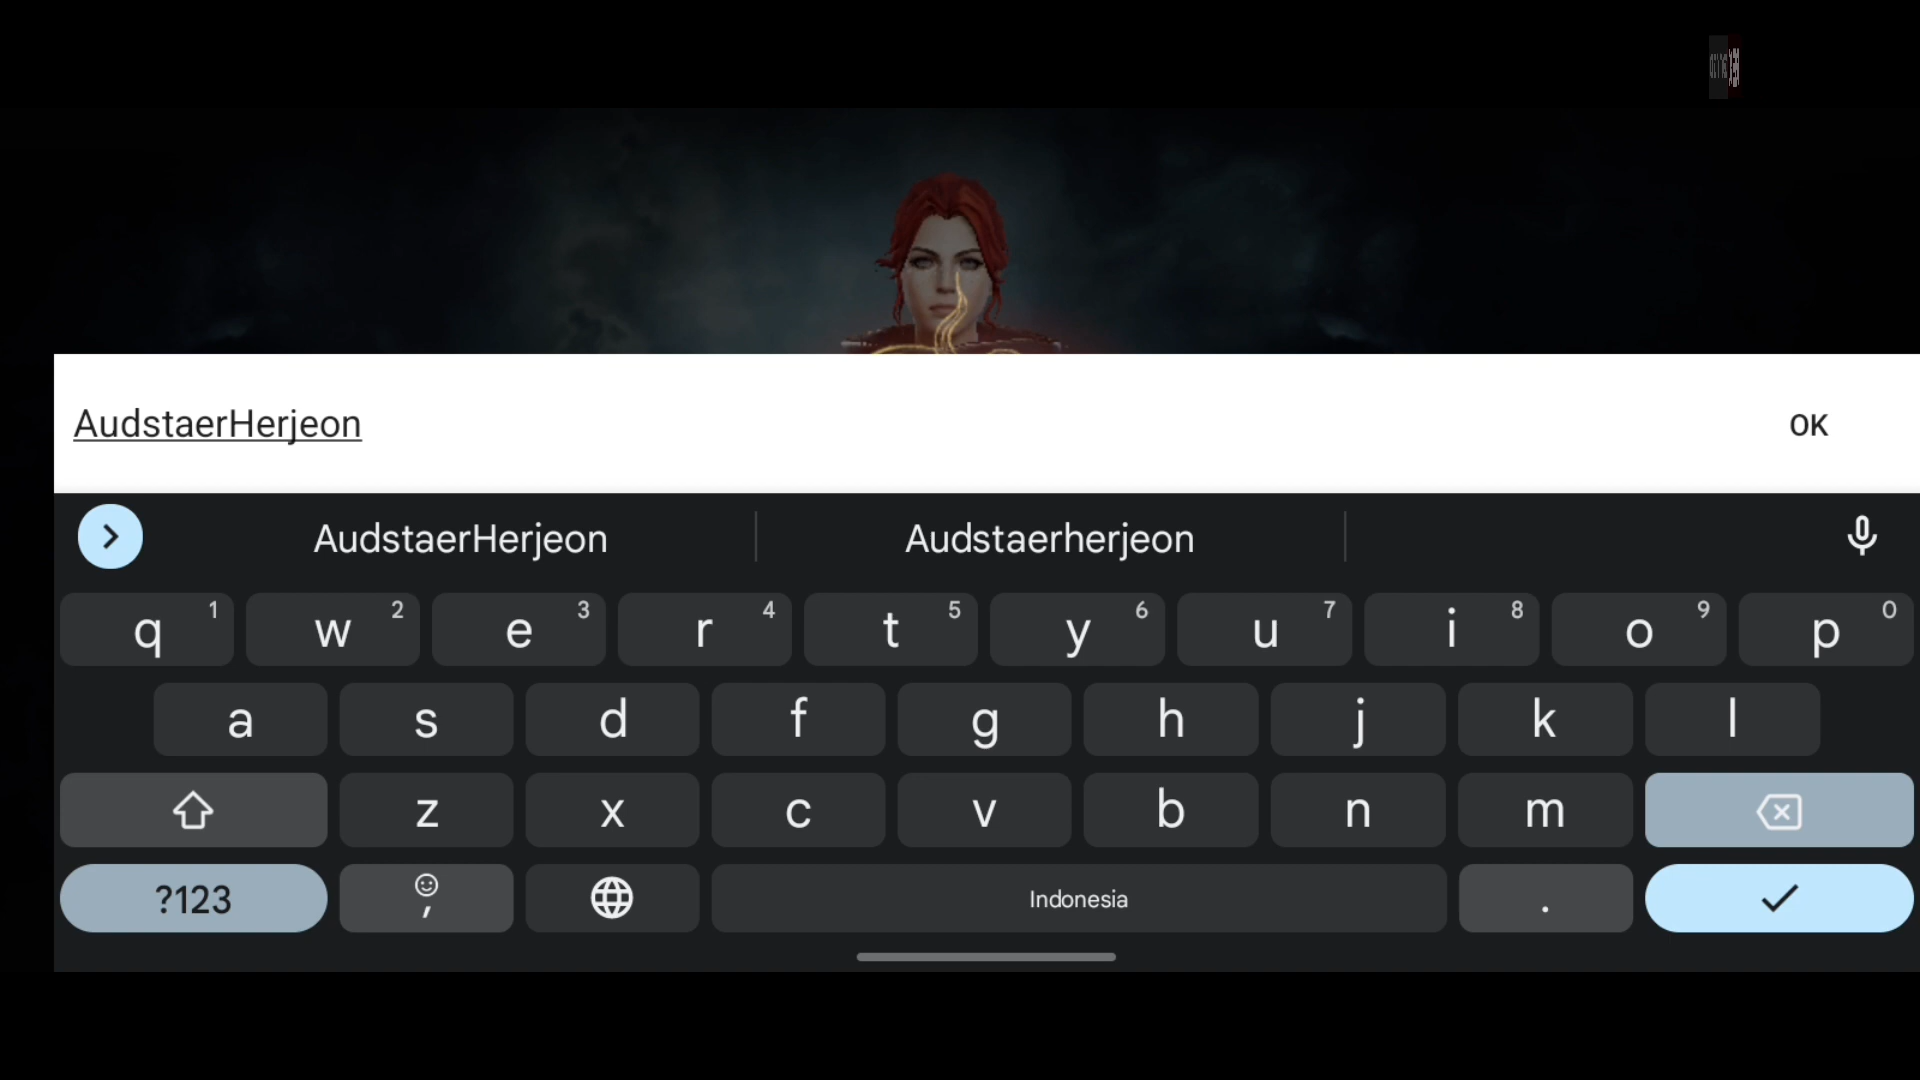 AudstaerHerjeon
OK
AudstaerHerjeon Audstaerherjeon
q 1 w 2 e 3 r 4 t 5 y 6 u 7 i 8 o 9 p 0
a s d f g h j k l
z x c v b n m
?123 , Indonesia .